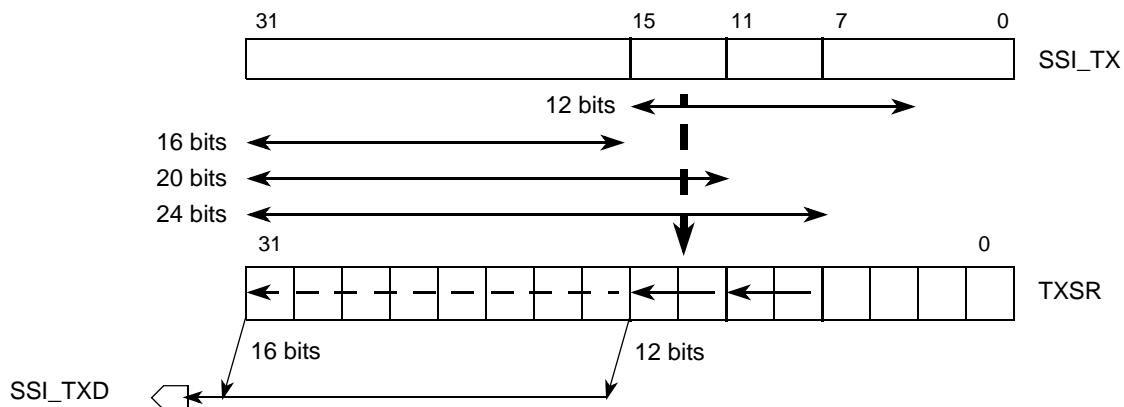 31 15 11 7 0
SSI_TX
12 bits
16 bits
20 bits
24 bits
31 0
TXSR
16 bits 12 bits
SSI_TXD